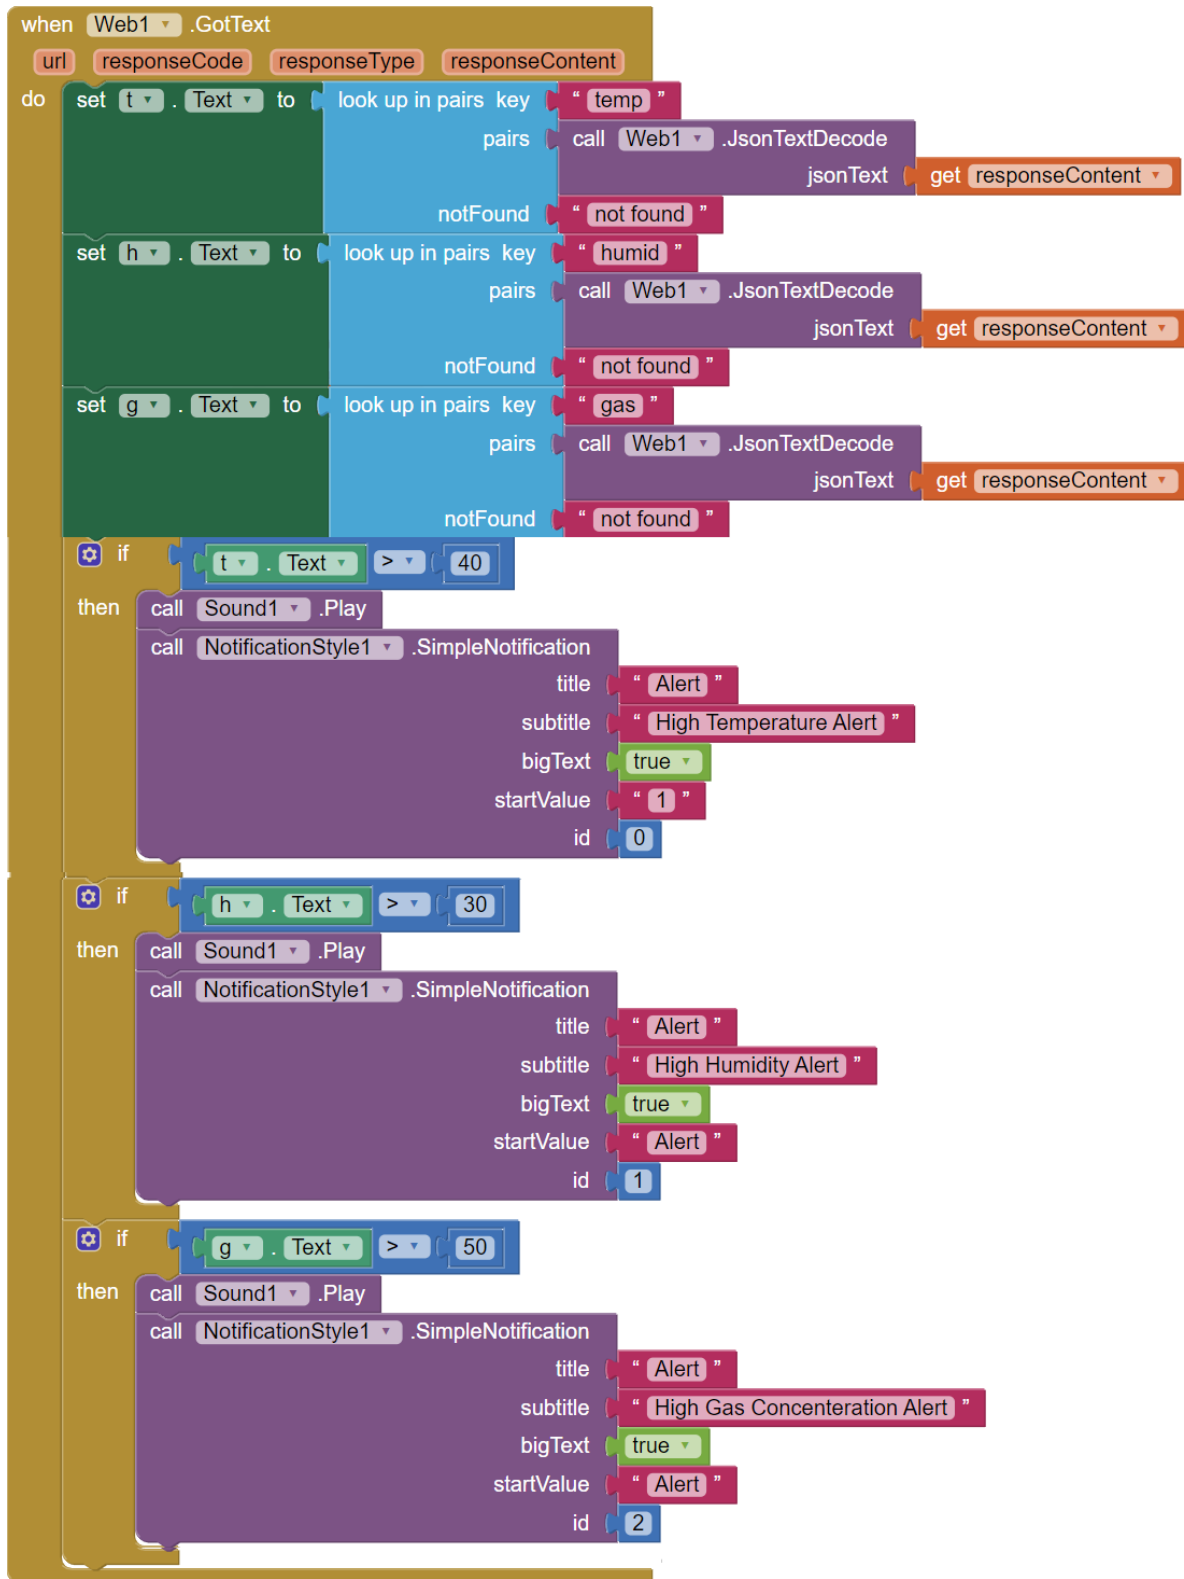 when Web1 .GotText
url responseCode responseType responseContent
do set t . Text to look up in pairs key “ temp ”
pairs call Web1 .JsonTextDecode
jsonText get responseContent
notFound “ not found ”
set h . Text to look up in pairs key “ humid ”
pairs call Web1 .JsonTextDecode
jsonText get responseContent
notFound “ not found ”
set g . Text to look up in pairs key “ gas ”
pairs call Web1 .JsonTextDecode
jsonText get responseContent
notFound “ not found ”
if t . Text > 40
then call Sound1 .Play
call NotificationStyle1 .SimpleNotification
title “ Alert ”
subtitle “ High Temperature Alert ”
bigText true
startValue “ 1 ”
id 0
if h . Text > 30
then call Sound1 .Play
call NotificationStyle1 .SimpleNotification
title “ Alert ”
subtitle “ High Humidity Alert ”
bigText true
startValue “ Alert ”
id 1
if g . Text > 50
then call Sound1 .Play
call NotificationStyle1 .SimpleNotification
title “ Alert ”
subtitle “ High Gas Concenteration Alert ”
bigText true
startValue “ Alert ”
id 2